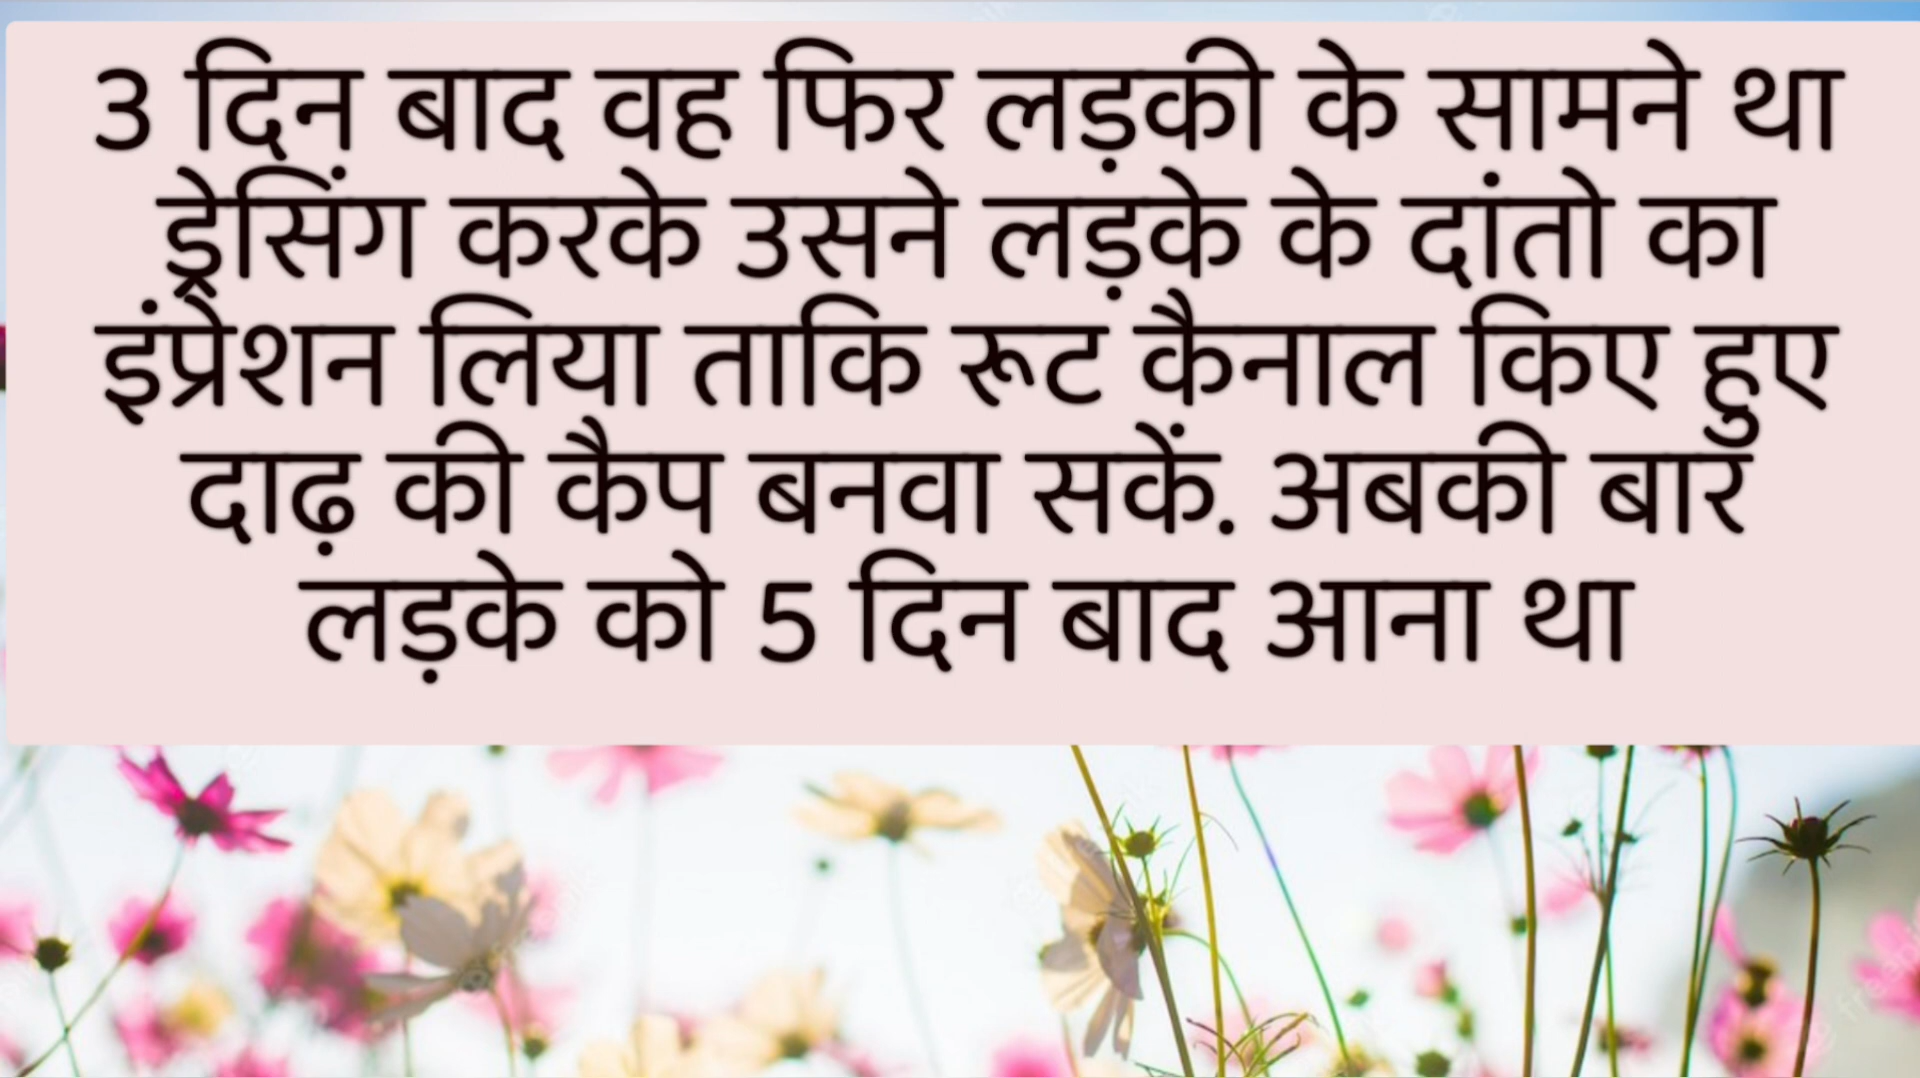 3 दिन बाद वह फिर लड़की के सामने था
ड्रेसिंग करके उसने लड़के के दांतो का
इंप्रेशन लिया ताकि रूट कैनाल किए हुए
दाढ़ की कैप बनवा सकें. अबकी बार
लड़के को 5 दिन बाद आना था